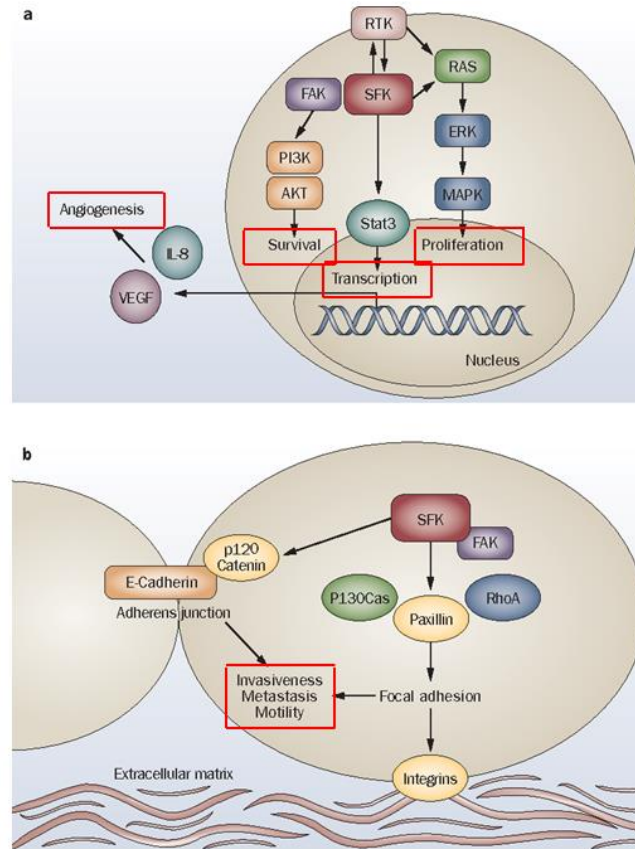 a
RTK
RAS
FAK
SFK
ERK
PI3K
AKT
MAPK
Angiogenesis
Stat3
IL-8
Survival
Proliferation
Transcription
VEGF
Nucleus
b
SFK
FAK
p120
Catenin
E-Cadherin
P130Cas
RhoA
Adherens junction
Paxillin
Invasiveness
Metastasis
Motility
Focal adhesion
Extracellular matrix
Integrins